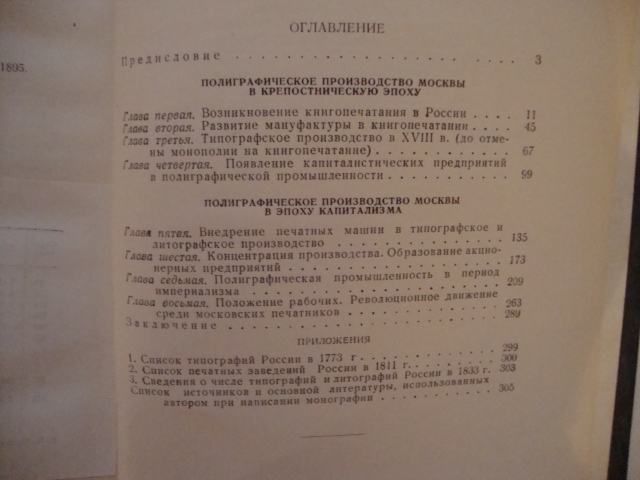 1895.
ОГЛАВЛЕНИЕ
Предисловие . . . . . . . . . . . . . . . . 3
ПОЛИГРАФИЧЕСКОЕ ПРОИЗВОДСТВО МОСКВЫ
В КРЕПОСТНИЧЕСКУЮ ЭПОХУ
Глава первая. Возникновение книгопечатания в России . . . . 11
Глава вторая. Развитие мануфактуры в книгопечатании . . . . 45
Глава третья. Типографское производство в XVIII в. (до отме-
ны монополии на книгопечатание) . . . . . . . . . . . . 67
Глава четвертая. Появление капиталистических предприятий
в полиграфической промышленности . . . . . . . . . . . 99
ПОЛИГРАФИЧЕСКОЕ ПРОИЗВОДСТВО МОСКВЫ
В ЭПОХУ КАПИТАЛИЗМА
Глава пятая. Внедрение печатных машин в типографское и
литографское производство . . . . . . . . . . . . . 135
Глава шестая. Концентрация производства. Образование акцио-
нерных предприятий . . . . . . . . . . . . . . . . 173
Глава седьмая. Полиграфическая промышленность в период
империализма . . . . . . . . . . . . . . . . . . 209
Глава восьмая. Положение рабочих. Революционное движение
среди московских печатников . . . . . . . . . . . . 263
Заключение . . . . . . . . . . . . . . . . . . . 289
ПРИЛОЖЕНИЯ
1. Список типографий России в 1773 г . . . . . . . . . . . 299
2. Список печатных заведений России в 1811 г. . . . . . . . 300
3. Сведения о числе типографий и литографий России в 1833 г. 303
Список источников и основной литературы, использованных
автором при написании монографии . . . . . . . . . . . 305